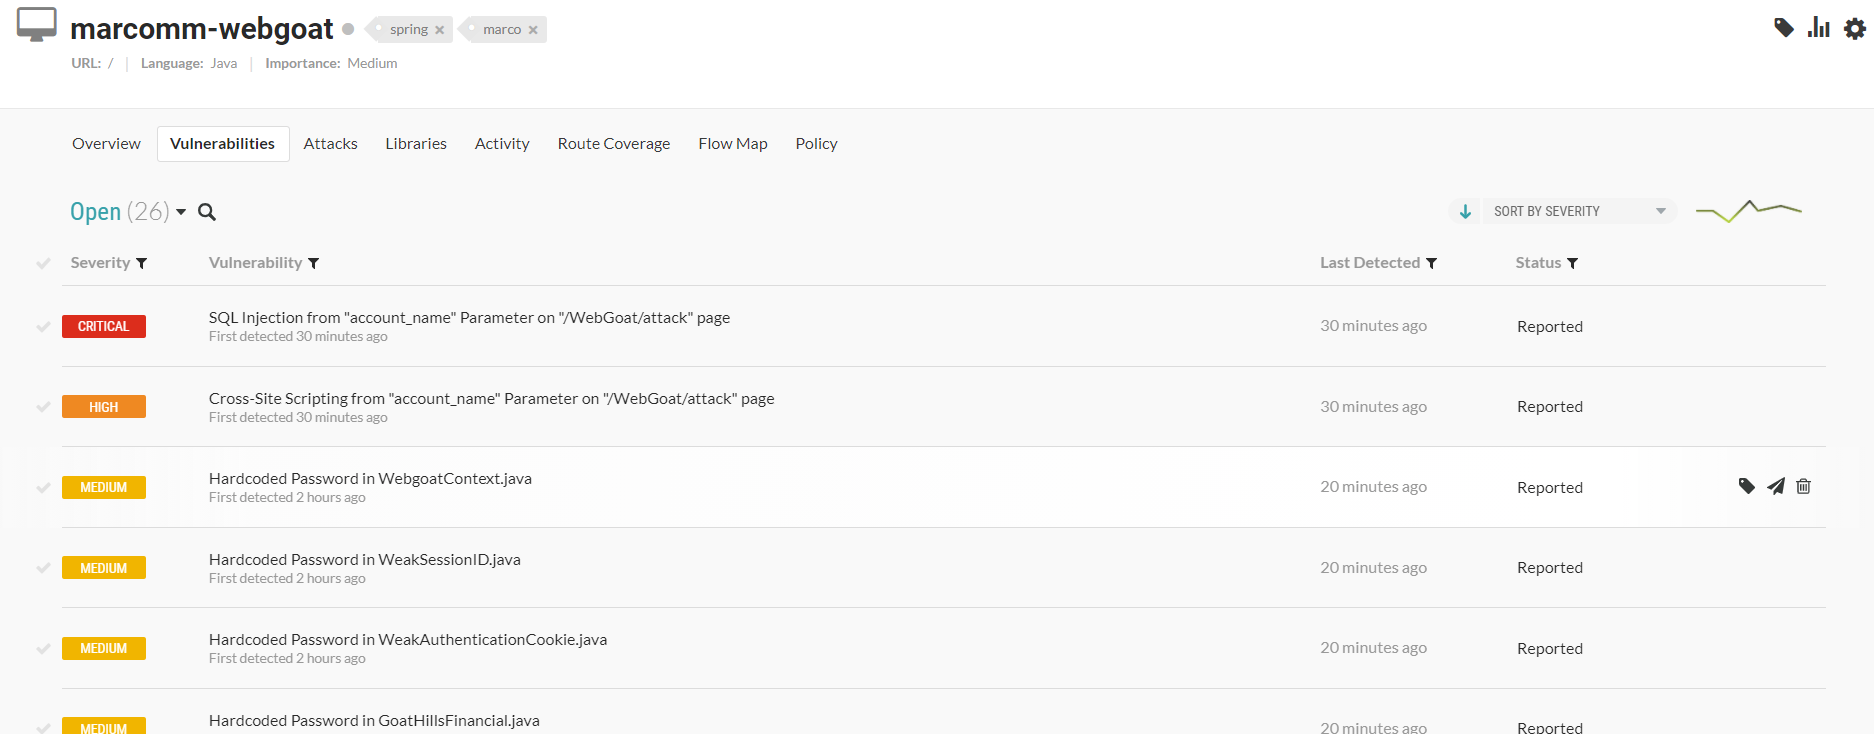 marcomm-webgoat spring marco
URL: / Language: Java Importance: Medium
Overview Vulnerabilities Attacks Libraries Activity Route Coverage Flow Map Policy
Open (26) SORT BY SEVERITY
Severity Vulnerability Last Detected Status
CRITICAL SQL Injection from "account_name" Parameter on "/WebGoat/attack" page 30 minutes ago Reported
First detected 30 minutes ago
HIGH Cross-Site Scripting from "account_name" Parameter on "/WebGoat/attack" page 30 minutes ago Reported
First detected 30 minutes ago
MEDIUM Hardcoded Password in WebgoatContext.java 20 minutes ago Reported
First detected 2 hours ago
MEDIUM Hardcoded Password in WeakSessionID.java 20 minutes ago Reported
First detected 2 hours ago
MEDIUM Hardcoded Password in WeakAuthenticationCookie.java 20 minutes ago Reported
First detected 2 hours ago
MEDIUM Hardcoded Password in GoatHillsFinancial.java 20 minutes ago Reported